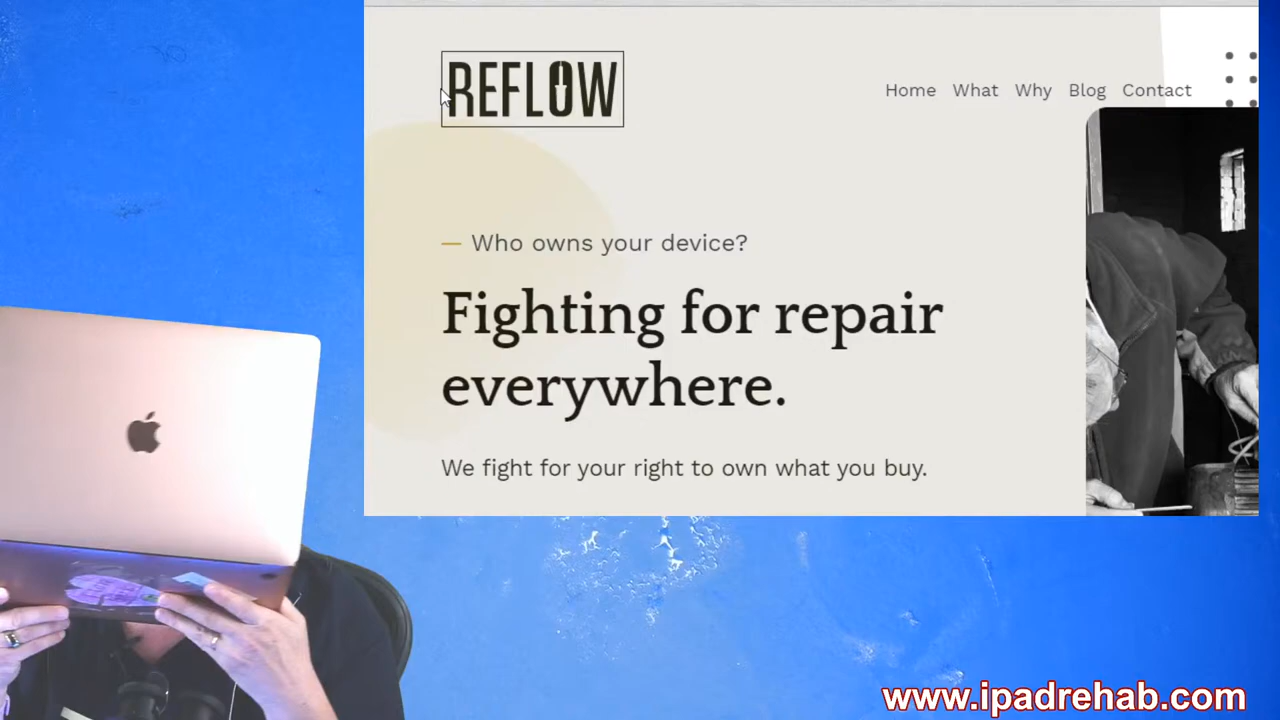 REFLOW
Home What Why Blog Contact
— Who owns your device?
Fighting for repair
everywhere.
We fight for your right to own what you buy.
www.ipadrehab.com